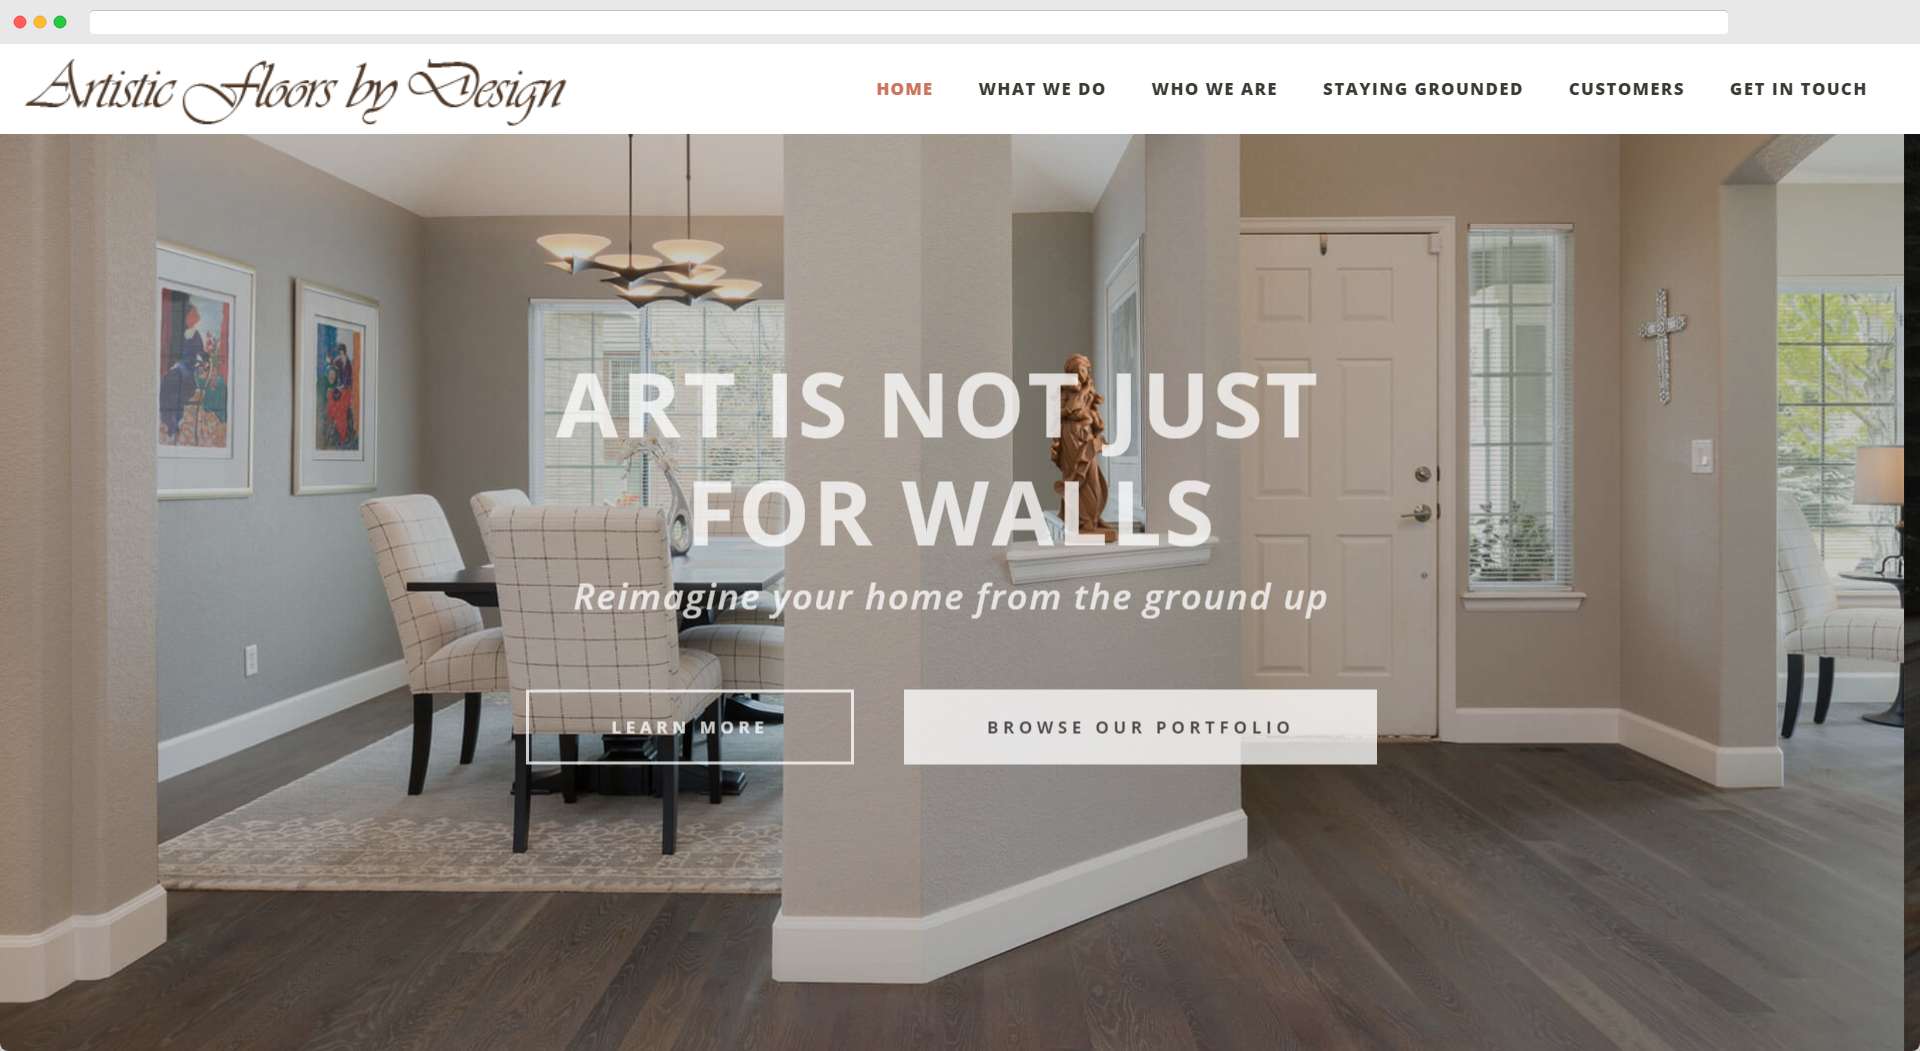 Artistic Floors by Design
HOME WHAT WE DO WHO WE ARE STAYING GROUNDED CUSTOMERS GET IN TOUCH
ART IS NOT JUST
FOR WALLS
Reimagine your home from the ground up
LEARN MORE
BROWSE OUR PORTFOLIO